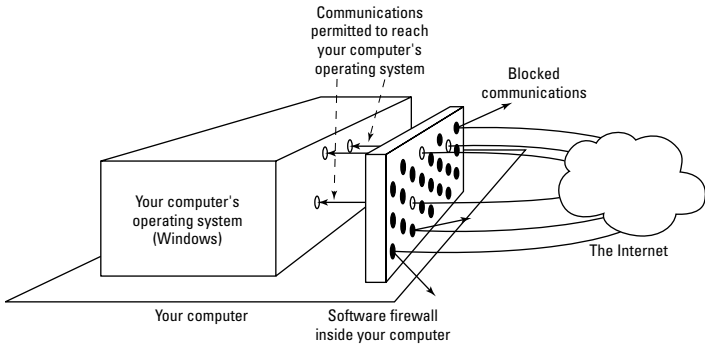 Communications
permitted to reach
your computer's
operating system
Blocked
communications
Your computer's
operating system
(Windows)
The Internet
Your computer
Software firewall
inside your computer